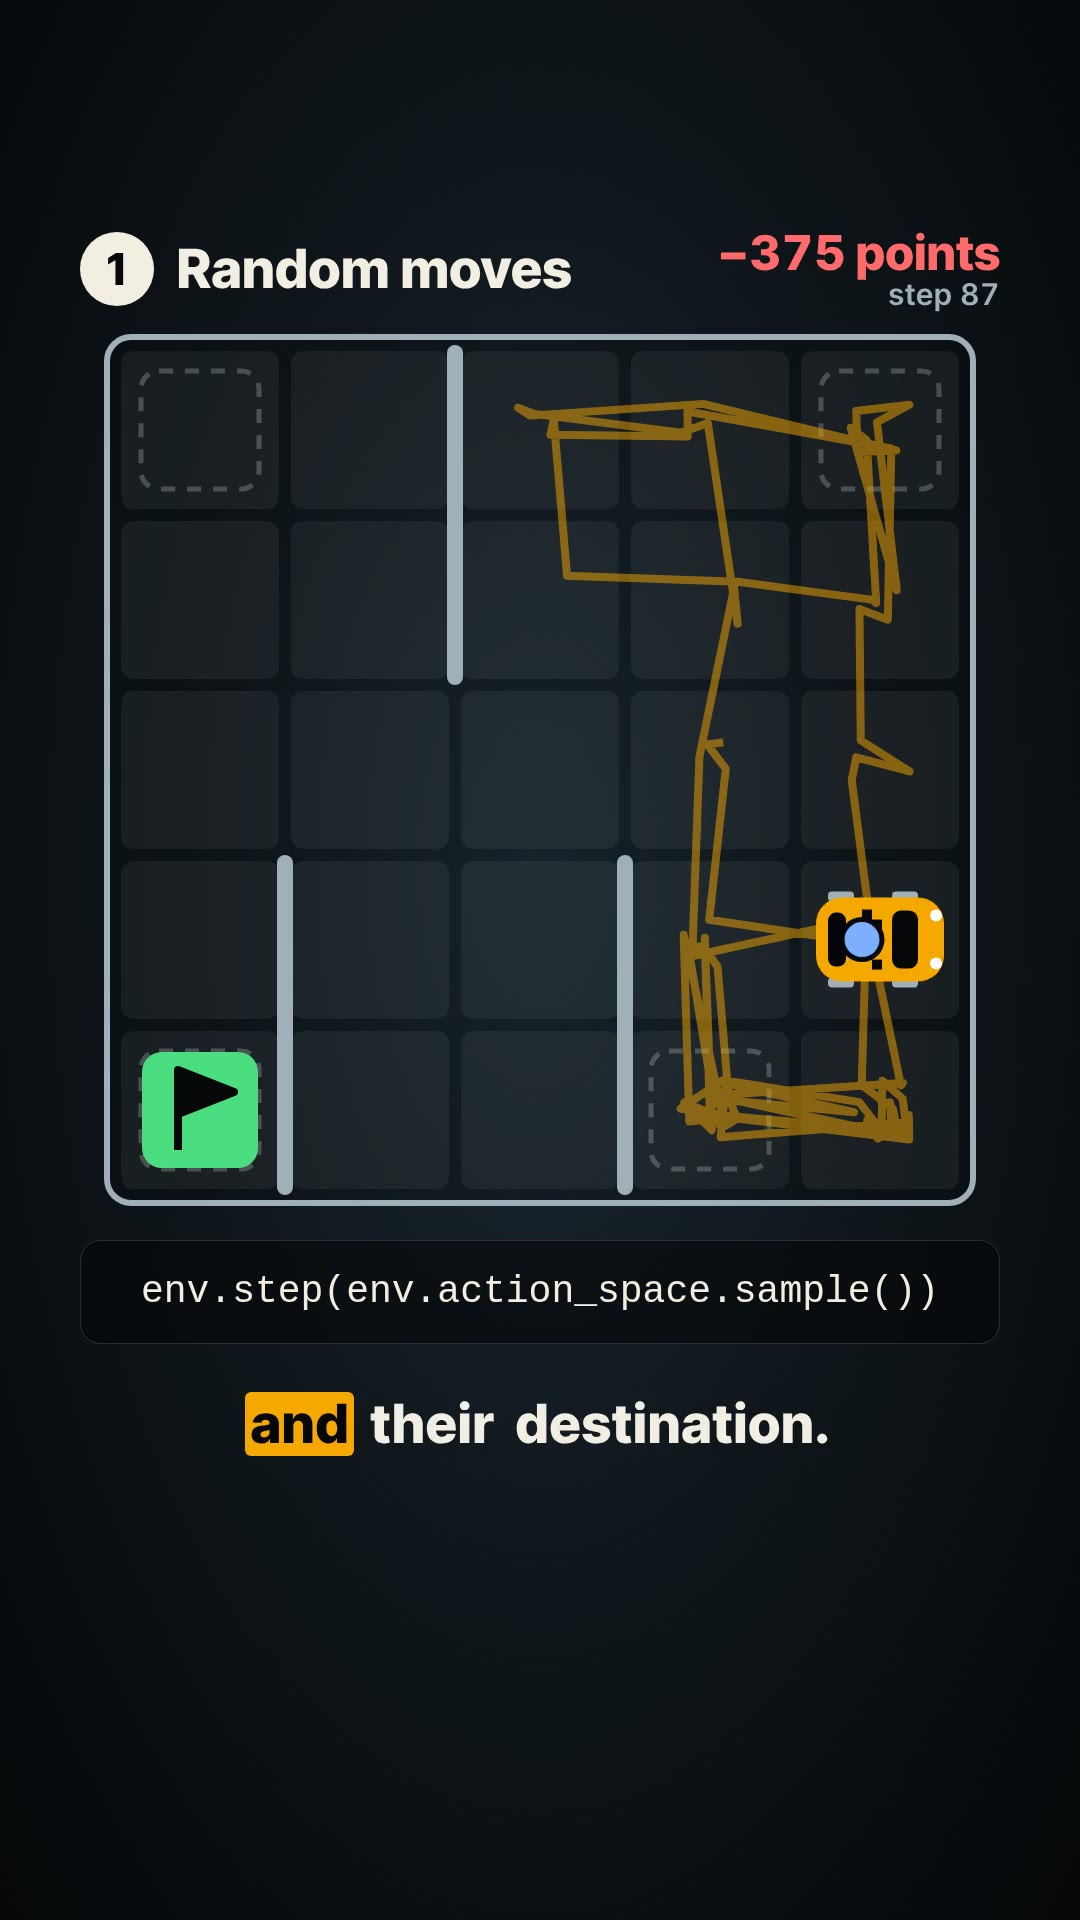 1 Random moves
−375 points
step 87
env.step(env.action_space.sample())
and their destination.